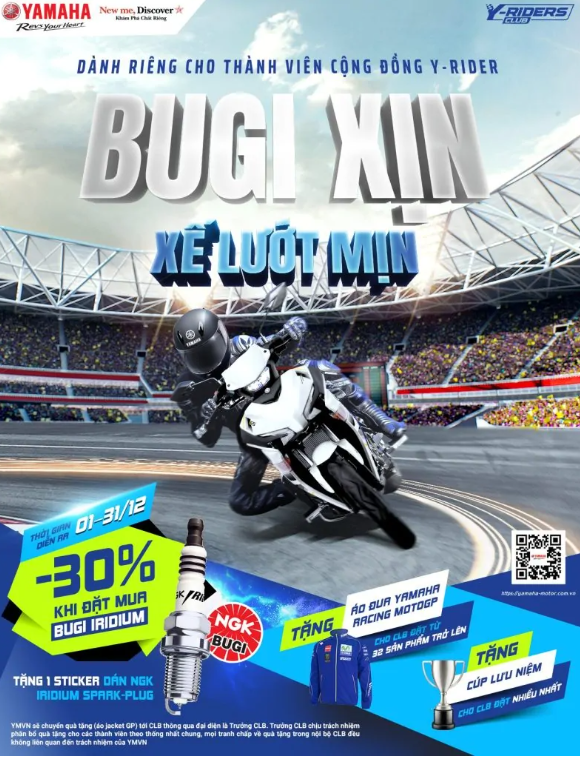 YAMAHA
Revs Your Heart
New me, Discover
Khám Phá Chất Riêng
Y-RIDERS
CLUB
DÀNH RIÊNG CHO THÀNH VIÊN CỘNG ĐỒNG Y-RIDER
BUGI XỊN
XẾ LƯỚT MỊN
YAMAHA
THỜI GIAN
DIỄN RA
01-31/12
-30%
KHI ĐẶT MUA
BUGI IRIDIUM
NGK
BUGI
TẶNG 1 STICKER DÁN NGK
IRIDIUM SPARK-PLUG
https://yamaha-motor.com.vn
TẶNG
ÁO ĐUA YAMAHA
RACING MOTOGP
CHO CLB ĐẶT TỪ
32 SẢN PHẨM TRỞ LÊN
TẶNG
CÚP LƯU NIỆM
CHO CLB ĐẶT NHIỀU NHẤT
YMVN sẽ chuyển quà tặng (áo jacket GP) tới CLB thông qua đại diện là Trưởng CLB. Trưởng CLB chịu trách nhiệm
phân bổ quà tặng cho các thành viên theo thống nhất chung, mọi tranh chấp về quà tặng trong nội bộ CLB đều
không liên quan đến trách nhiệm của YMVN